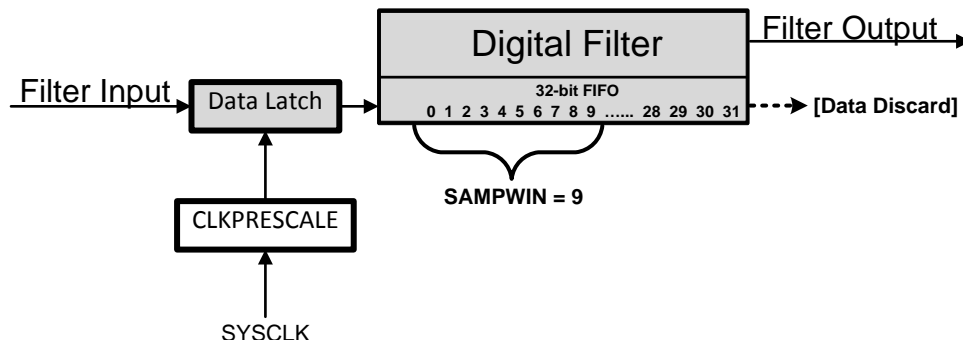 Digital Filter
Filter Output
Filter Input
Data Latch
32-bit FIFO
0 1 2 3 4 5 6 7 8 9 …... 28 29 30 31
[Data Discard]
SAMPWIN = 9
CLKPRESCALE
SYSCLK